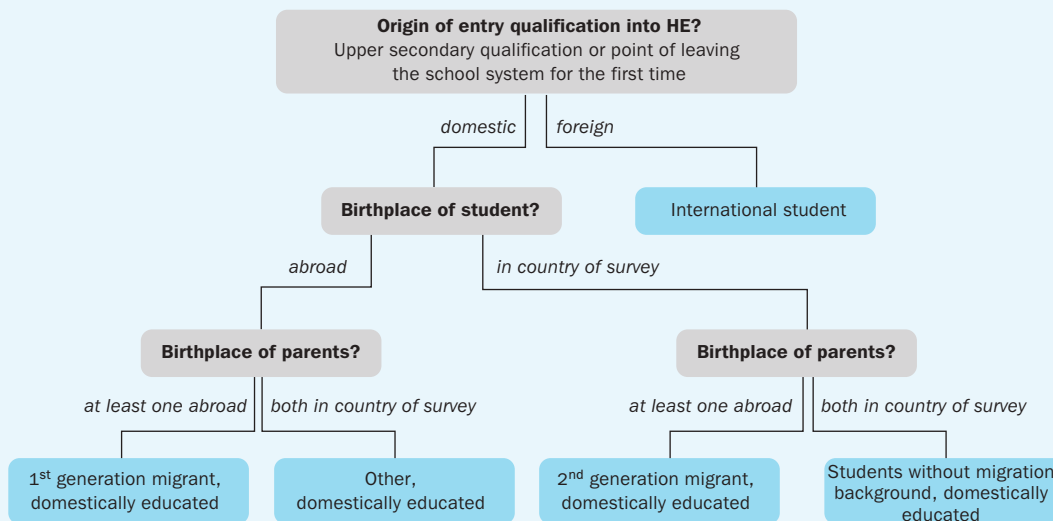 Origin of entry qualification into HE?
Upper secondary qualification or point of leaving
the school system for the first time
domestic
foreign
Birthplace of student?
International student
abroad
in country of survey
Birthplace of parents?
Birthplace of parents?
at least one abroad
both in country of survey
at least one abroad
both in country of survey
1st generation migrant,
domestically educated
Other,
domestically educated
2nd generation migrant,
domestically educated
Students without migration
background, domestically
educated